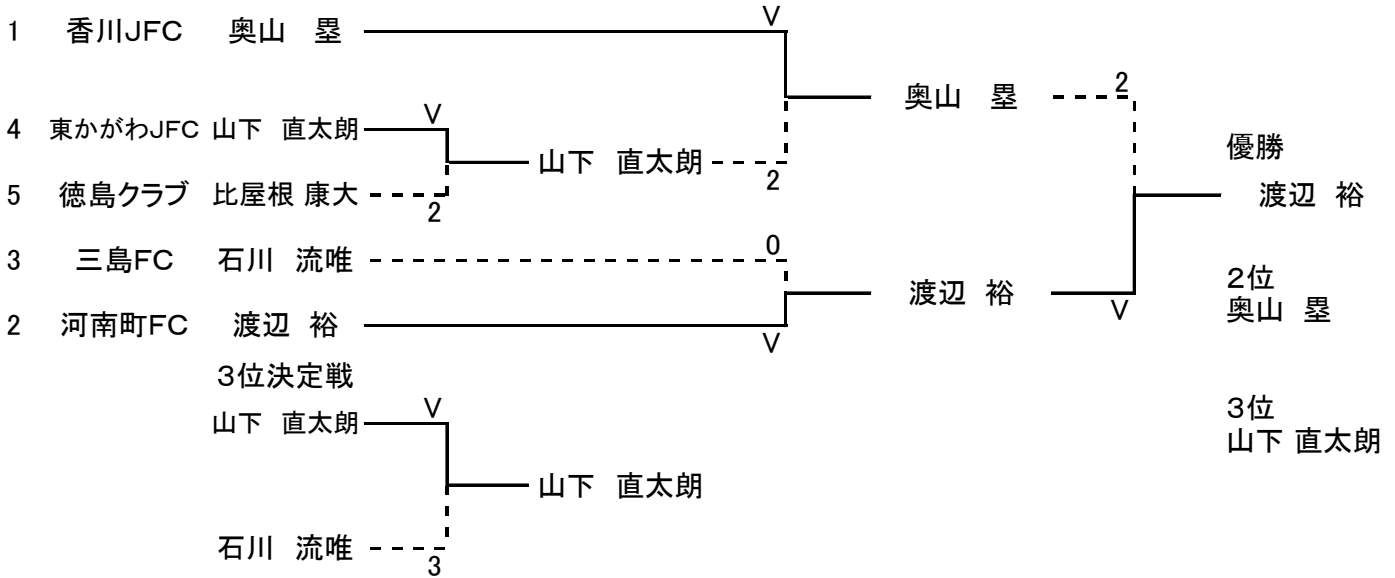 V
1 香川JFC 奥山 塁
奥山 塁 2
4 東かがわJFC 山下 直太朗 V
優勝
山下 直太朗 2
5 徳島クラブ 比屋根 康大 2
渡辺 裕
3 三島FC 石川 流唯 0
2位
渡辺 裕 V
奥山 塁
2 河南町FC 渡辺 裕 V
3位決定戦
山下 直太朗 V
3位
山下 直太朗
山下 直太朗
石川 流唯 3